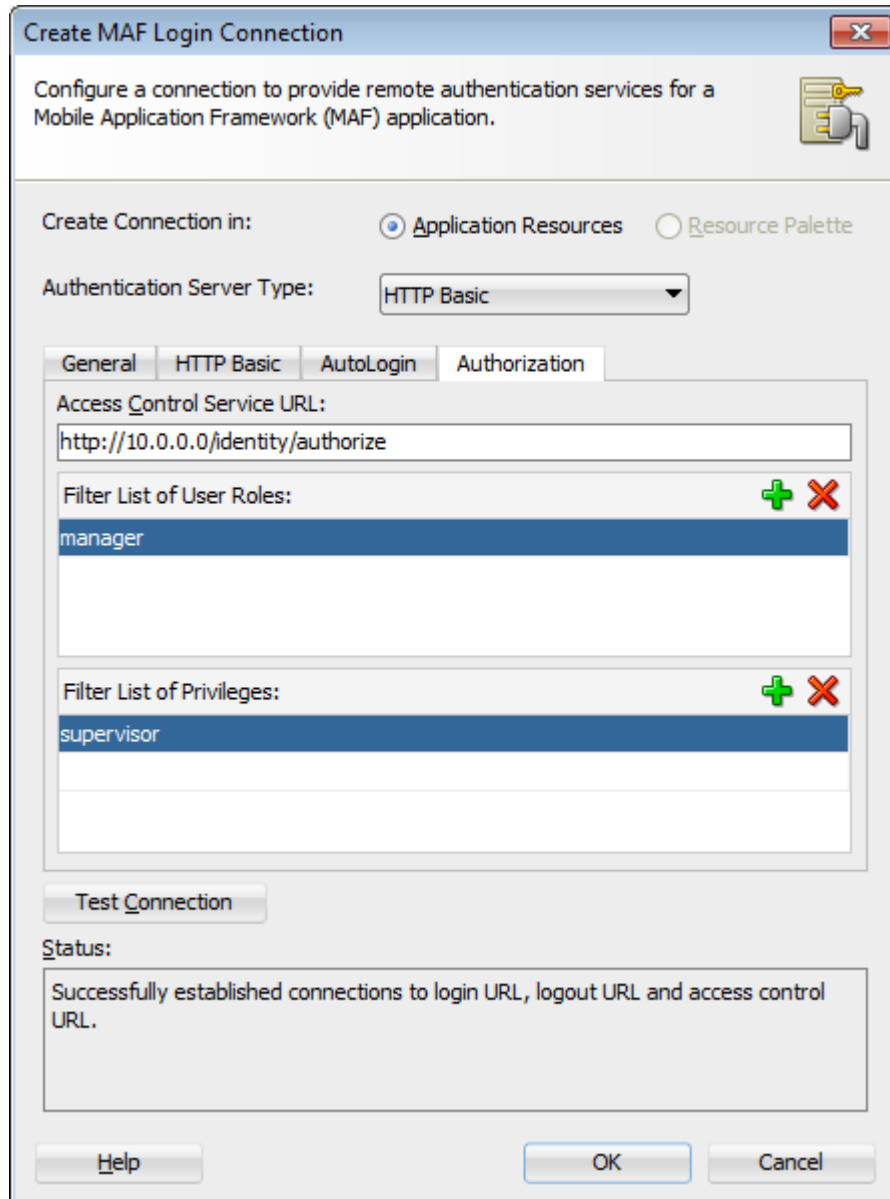 Create MAF Login Connection
Configure a connection to provide remote authentication services for a
Mobile Application Framework (MAF) application.
Create Connection in:
Application Resources
Resource Palette
Authentication Server Type:
HTTP Basic
General
HTTP Basic
AutoLogin
Authorization
Access Control Service URL:
http://10.0.0.0/identity/authorize
Filter List of User Roles:
manager
Filter List of Privileges:
supervisor
Test Connection
Status:
Successfully established connections to login URL, logout URL and access control
URL.
Help
OK
Cancel